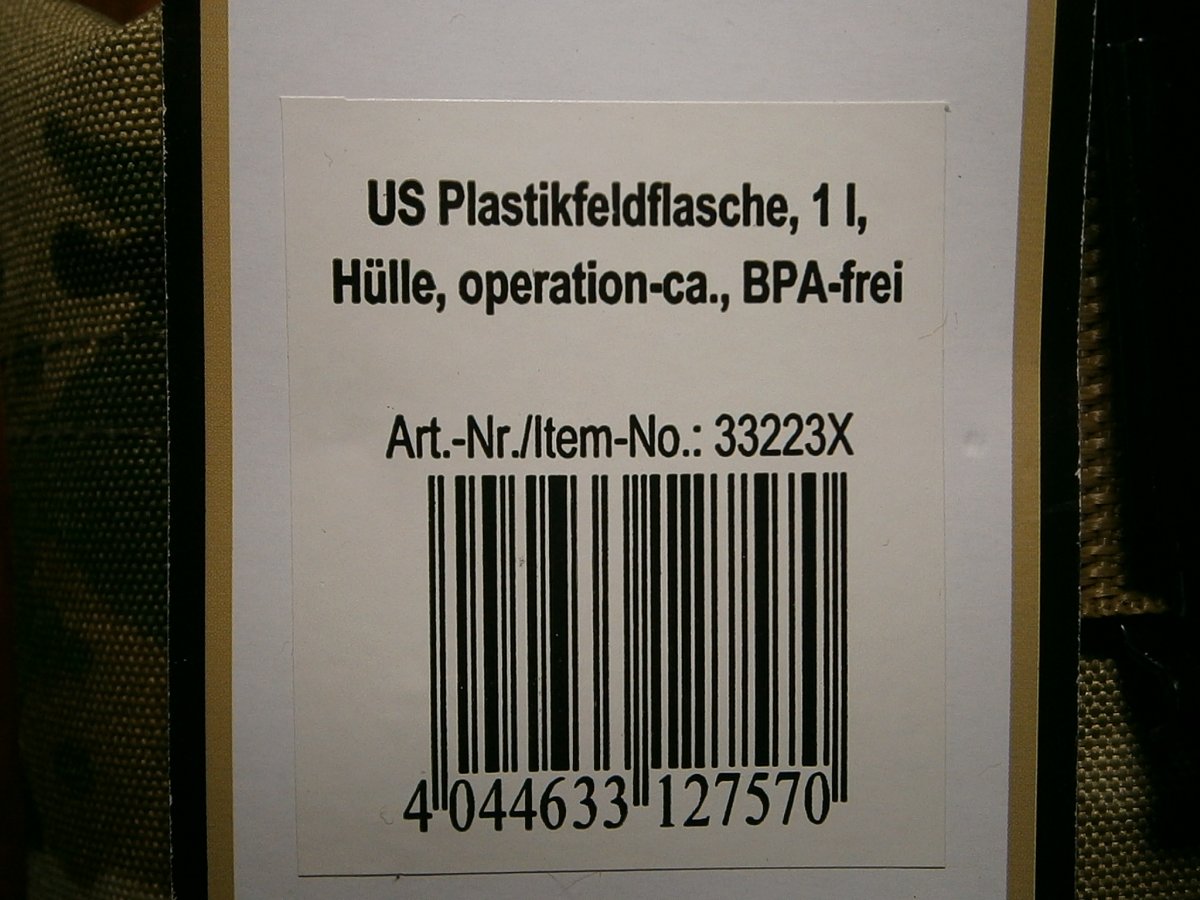 US Plastikfeldflasche, 1 l,
Hülle, operation-ca., BPA-frei
Art.-Nr./Item-No.: 33223X
4 044633 127570